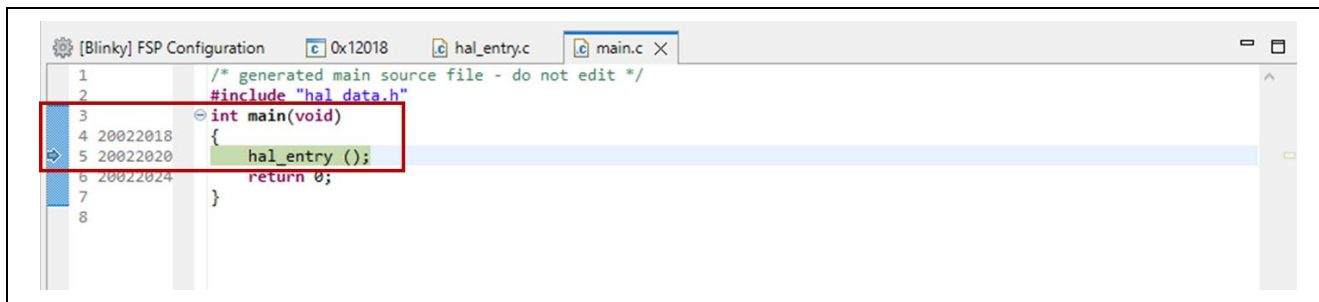 [Blinky] FSP Configuration 0x12018 hal_entry.c main.c
1 /* generated main source file - do not edit */
2 #include "hal_data.h"
3 int main(void)
4 20022018 {
5 20022020 hal_entry ();
6 20022024 return 0;
7 }
8